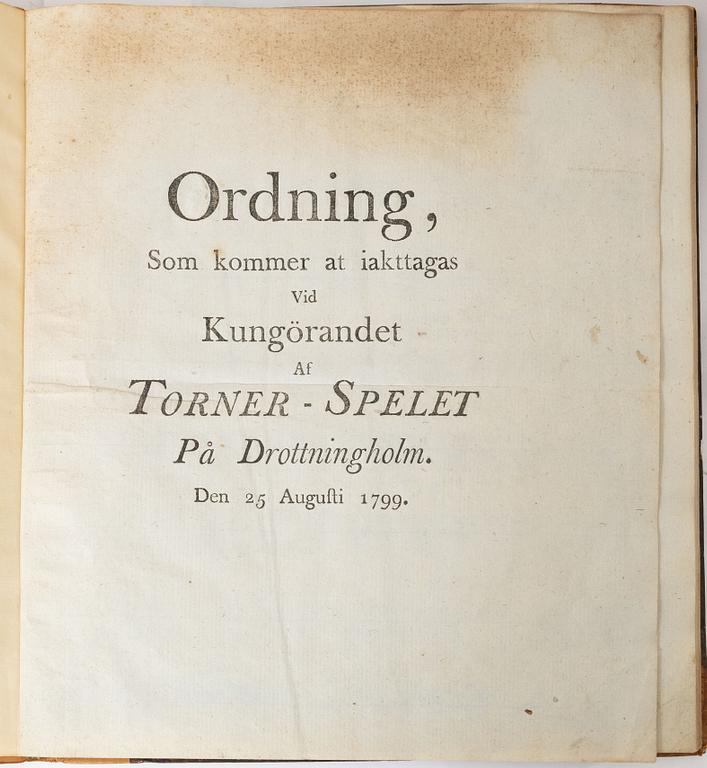 Ordning,
Som kommer at iakttagas
Vid
Kungörandet
Af
TORNER - SPELET
På Drottningholm.
Den 25 Auguſti 1799.